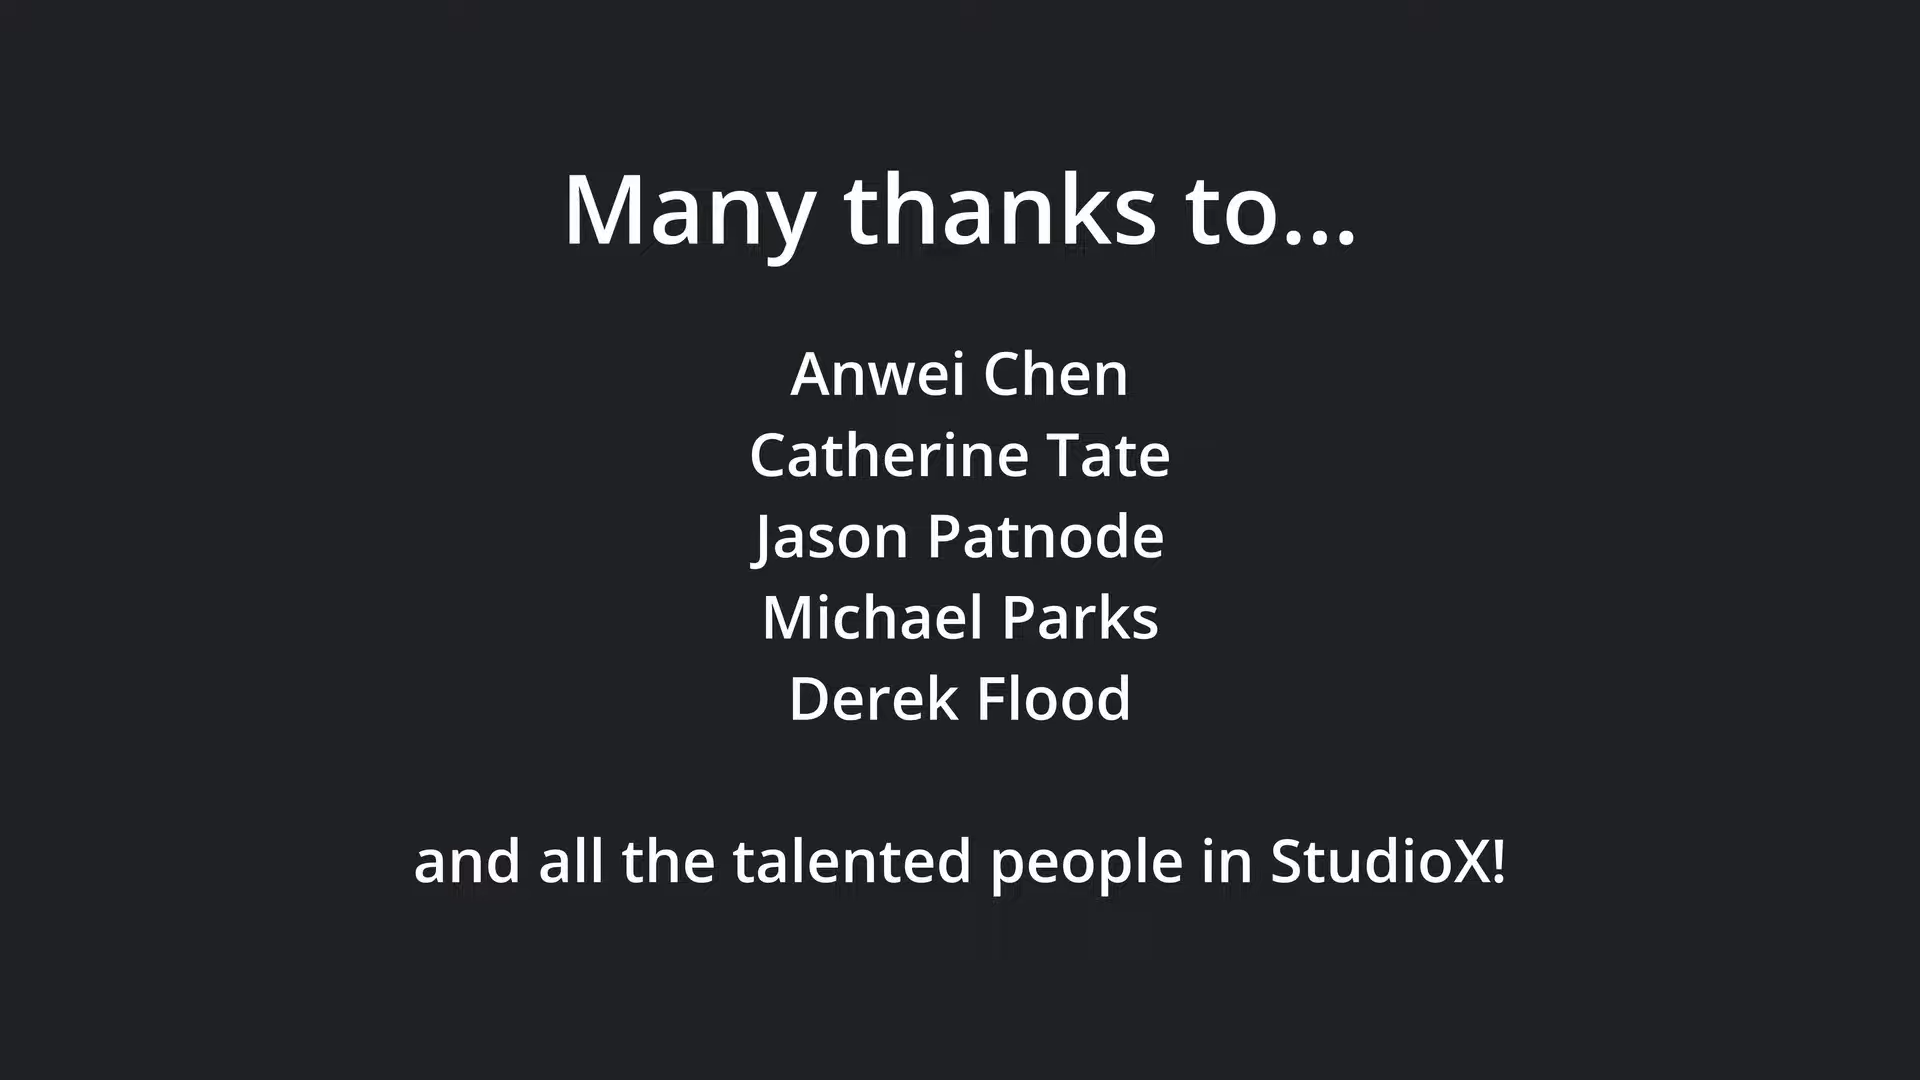 Many thanks to...
Anwei Chen
Catherine Tate
Jason Patnode
Michael Parks
Derek Flood
and all the talented people in StudioX!